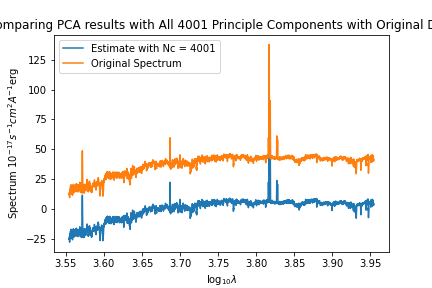 omparing PCA results with All 4001 Principle Components with Original D
Estimate with Nc = 4001
Original Spectrum
Spectrum 10⁻¹⁷s⁻¹cm²A⁻¹erg
125
100
75
50
25
0
−25
3.55 3.60 3.65 3.70 3.75 3.80 3.85 3.90 3.95
log₁₀λ